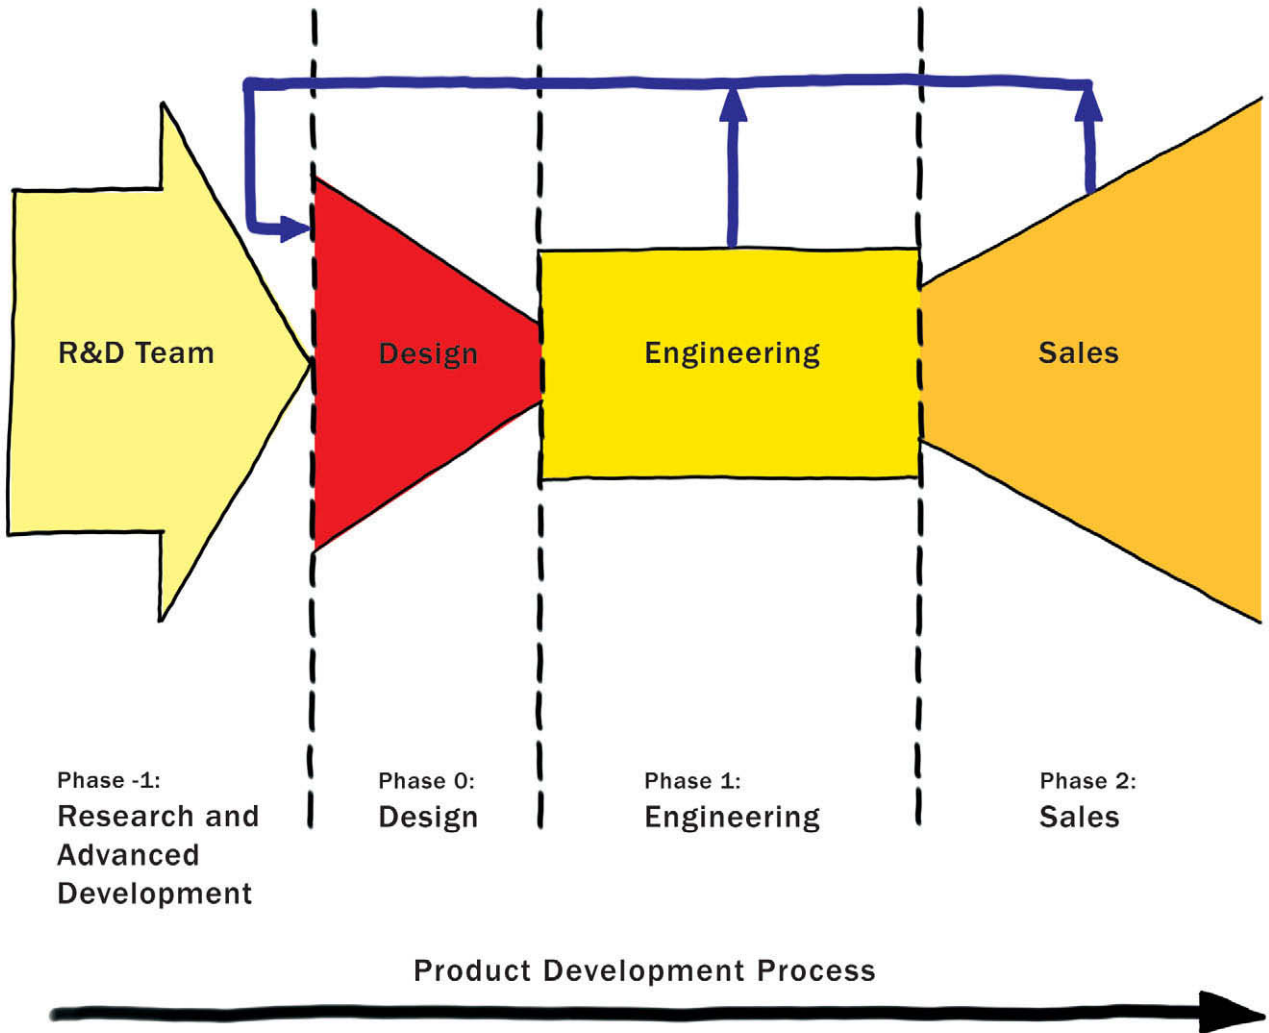 R&D Team
Design
Engineering
Sales
Phase -1:
Research and
Advanced
Development
Phase 0:
Design
Phase 1:
Engineering
Phase 2:
Sales
Product Development Process